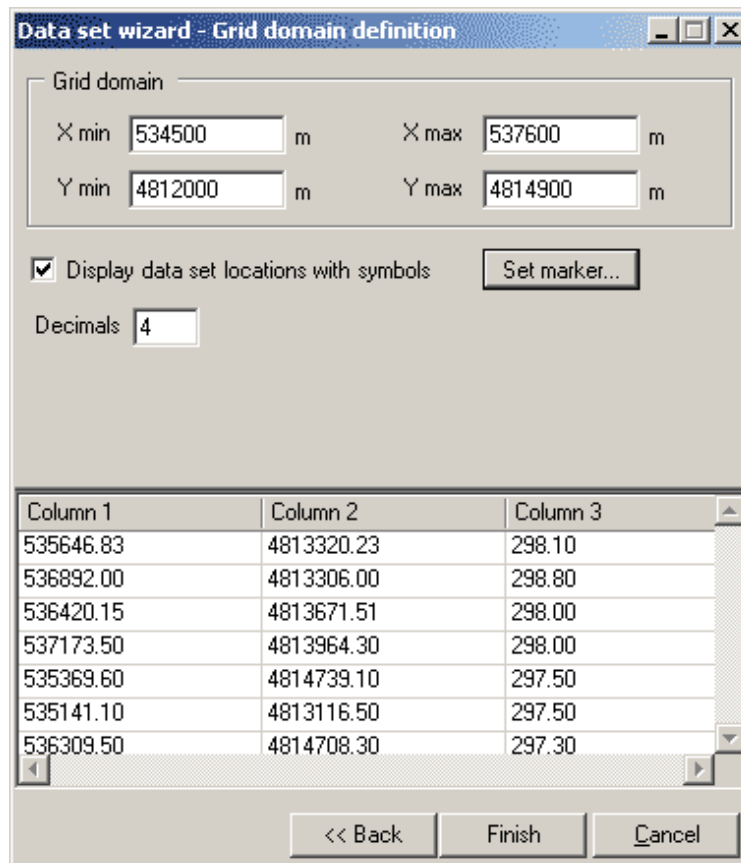 Data set wizard - Grid domain definition
Grid domain
X min 534500 m X max 537600 m
Y min 4812000 m Y max 4814900 m
Display data set locations with symbols Set marker...
Decimals 4
Column 1 Column 2 Column 3
535646.83 4813320.23 298.10
536892.00 4813306.00 298.80
536420.15 4813671.51 298.00
537173.50 4813964.30 298.00
535369.60 4814739.10 297.50
535141.10 4813116.50 297.50
536309.50 4814708.30 297.30
<< Back Finish Cancel